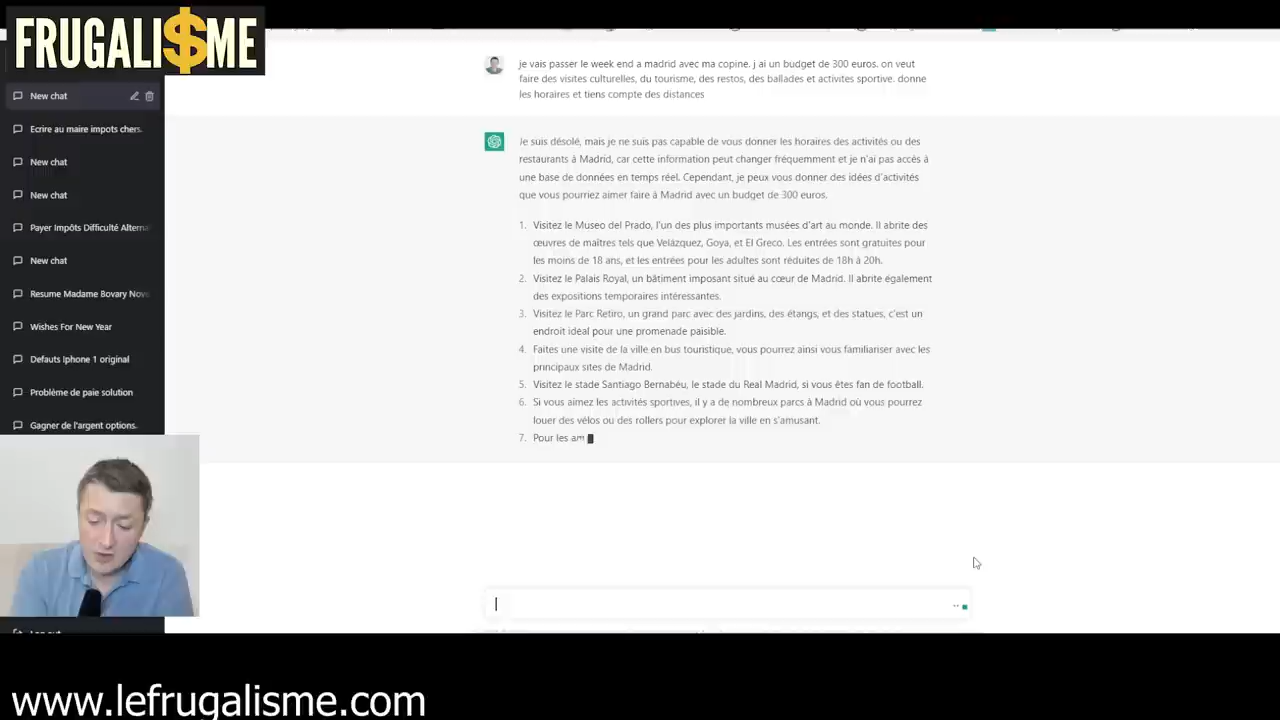 FRUGALI$ME
New chat
Ecrire au maire impots chers.
New chat
New chat
Payer Impôts Difficulté Alterna
New chat
Resume Madame Bovary Nov
Wishes For New Year
Defauts Iphone 1 original
Problème de paie solution
Gagner de l'argent options.
je vais passer le week end a madrid avec ma copine. j ai un budget de 300 euros. on veut
faire des visites culturelles, du tourisme, des restos, des ballades et activites sportive. donne
les horaires et tiens compte des distances
Je suis désolé, mais je ne suis pas capable de vous donner les horaires des activités ou des
restaurants à Madrid, car cette information peut changer fréquemment et je n'ai pas accès à
une base de données en temps réel. Cependant, je peux vous donner des idées d'activités
que vous pourriez aimer faire à Madrid avec un budget de 300 euros.
1. Visitez le Museo del Prado, l'un des plus importants musées d'art au monde. Il abrite des
œuvres de maîtres tels que Velázquez, Goya, et El Greco. Les entrées sont gratuites pour
les moins de 18 ans, et les entrées pour les adultes sont réduites de 18h à 20h.
2. Visitez le Palais Royal, un bâtiment imposant situé au cœur de Madrid. Il abrite également
des expositions temporaires intéressantes.
3. Visitez le Parc Retiro, un grand parc avec des jardins, des étangs, et des statues, c'est un
endroit ideal pour une promenade paisible.
4. Faites une visite de la ville en bus touristique, vous pourrez ainsi vous familiariser avec les
principaux sites de Madrid.
5. Visitez le stade Santiago Bernabéu, le stade du Real Madrid, si vous êtes fan de football.
6. Si vous aimez les activités sportives, il y a de nombreux parcs à Madrid où vous pourrez
louer des vélos ou des rollers pour explorer la ville en s'amusant.
7. Pour les am
www.lefrugalisme.com